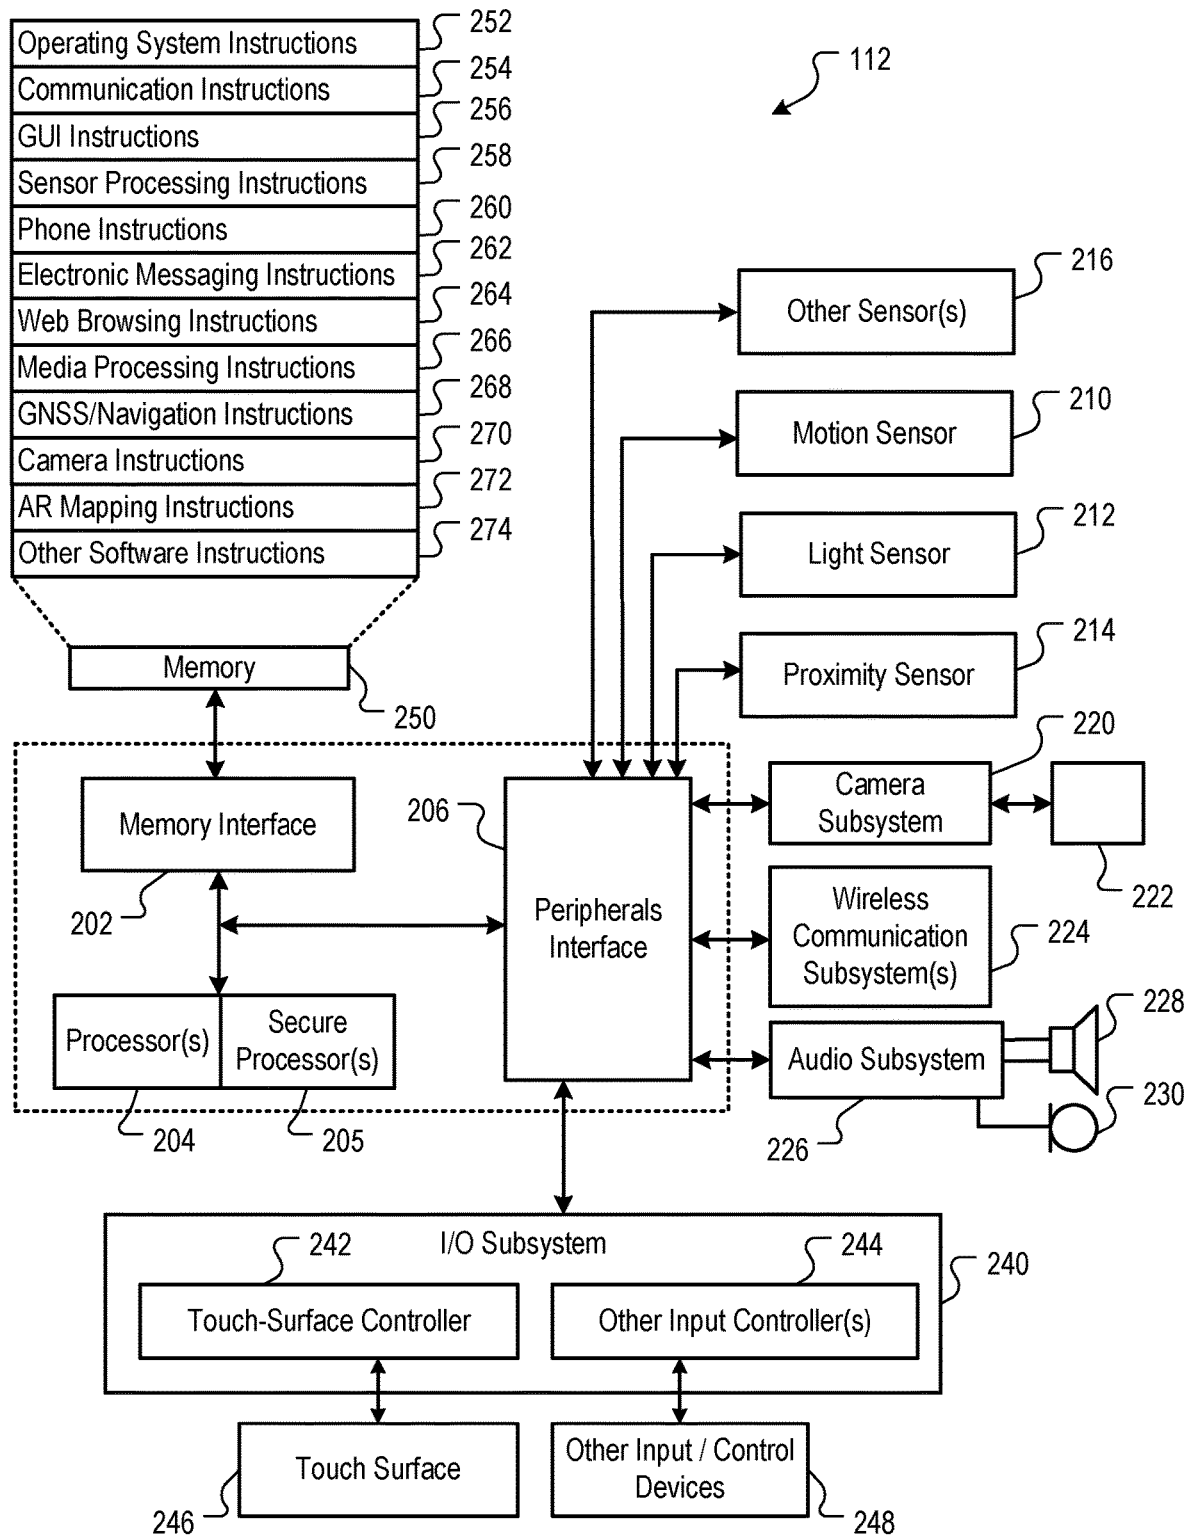 Operating System Instructions
252
Communication Instructions
254
GUI Instructions
256
Sensor Processing Instructions
258
Phone Instructions
260
Electronic Messaging Instructions
262
Web Browsing Instructions
264
Media Processing Instructions
266
GNSS/Navigation Instructions
268
Camera Instructions
270
AR Mapping Instructions
272
Other Software Instructions
274
112
Memory
250
Other Sensor(s)
216
Motion Sensor
210
Light Sensor
212
Proximity Sensor
214
Memory Interface
202
206
Peripherals
Interface
Camera
Subsystem
220
222
Wireless
Communication
Subsystem(s)
224
Processor(s)
204
Secure
Processor(s)
205
Audio Subsystem
226
228
230
I/O Subsystem
240
242
Touch-Surface Controller
244
Other Input Controller(s)
Touch Surface
246
Other Input / Control
Devices
248